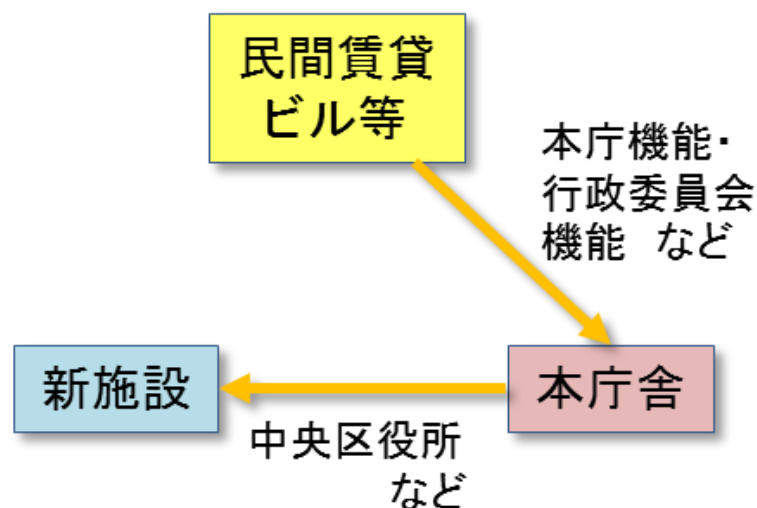 民間賃貸
ビル等
本庁機能・
行政委員会
機能　など
新施設
本庁舎
中央区役所
など